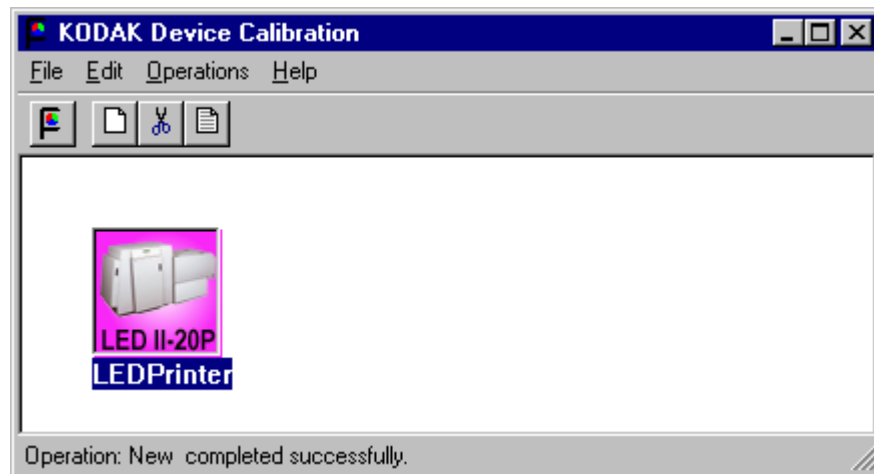 KODAK Device Calibration
File Edit Operations Help
LED II-20P
LEDPrinter
Operation: New completed successfully.